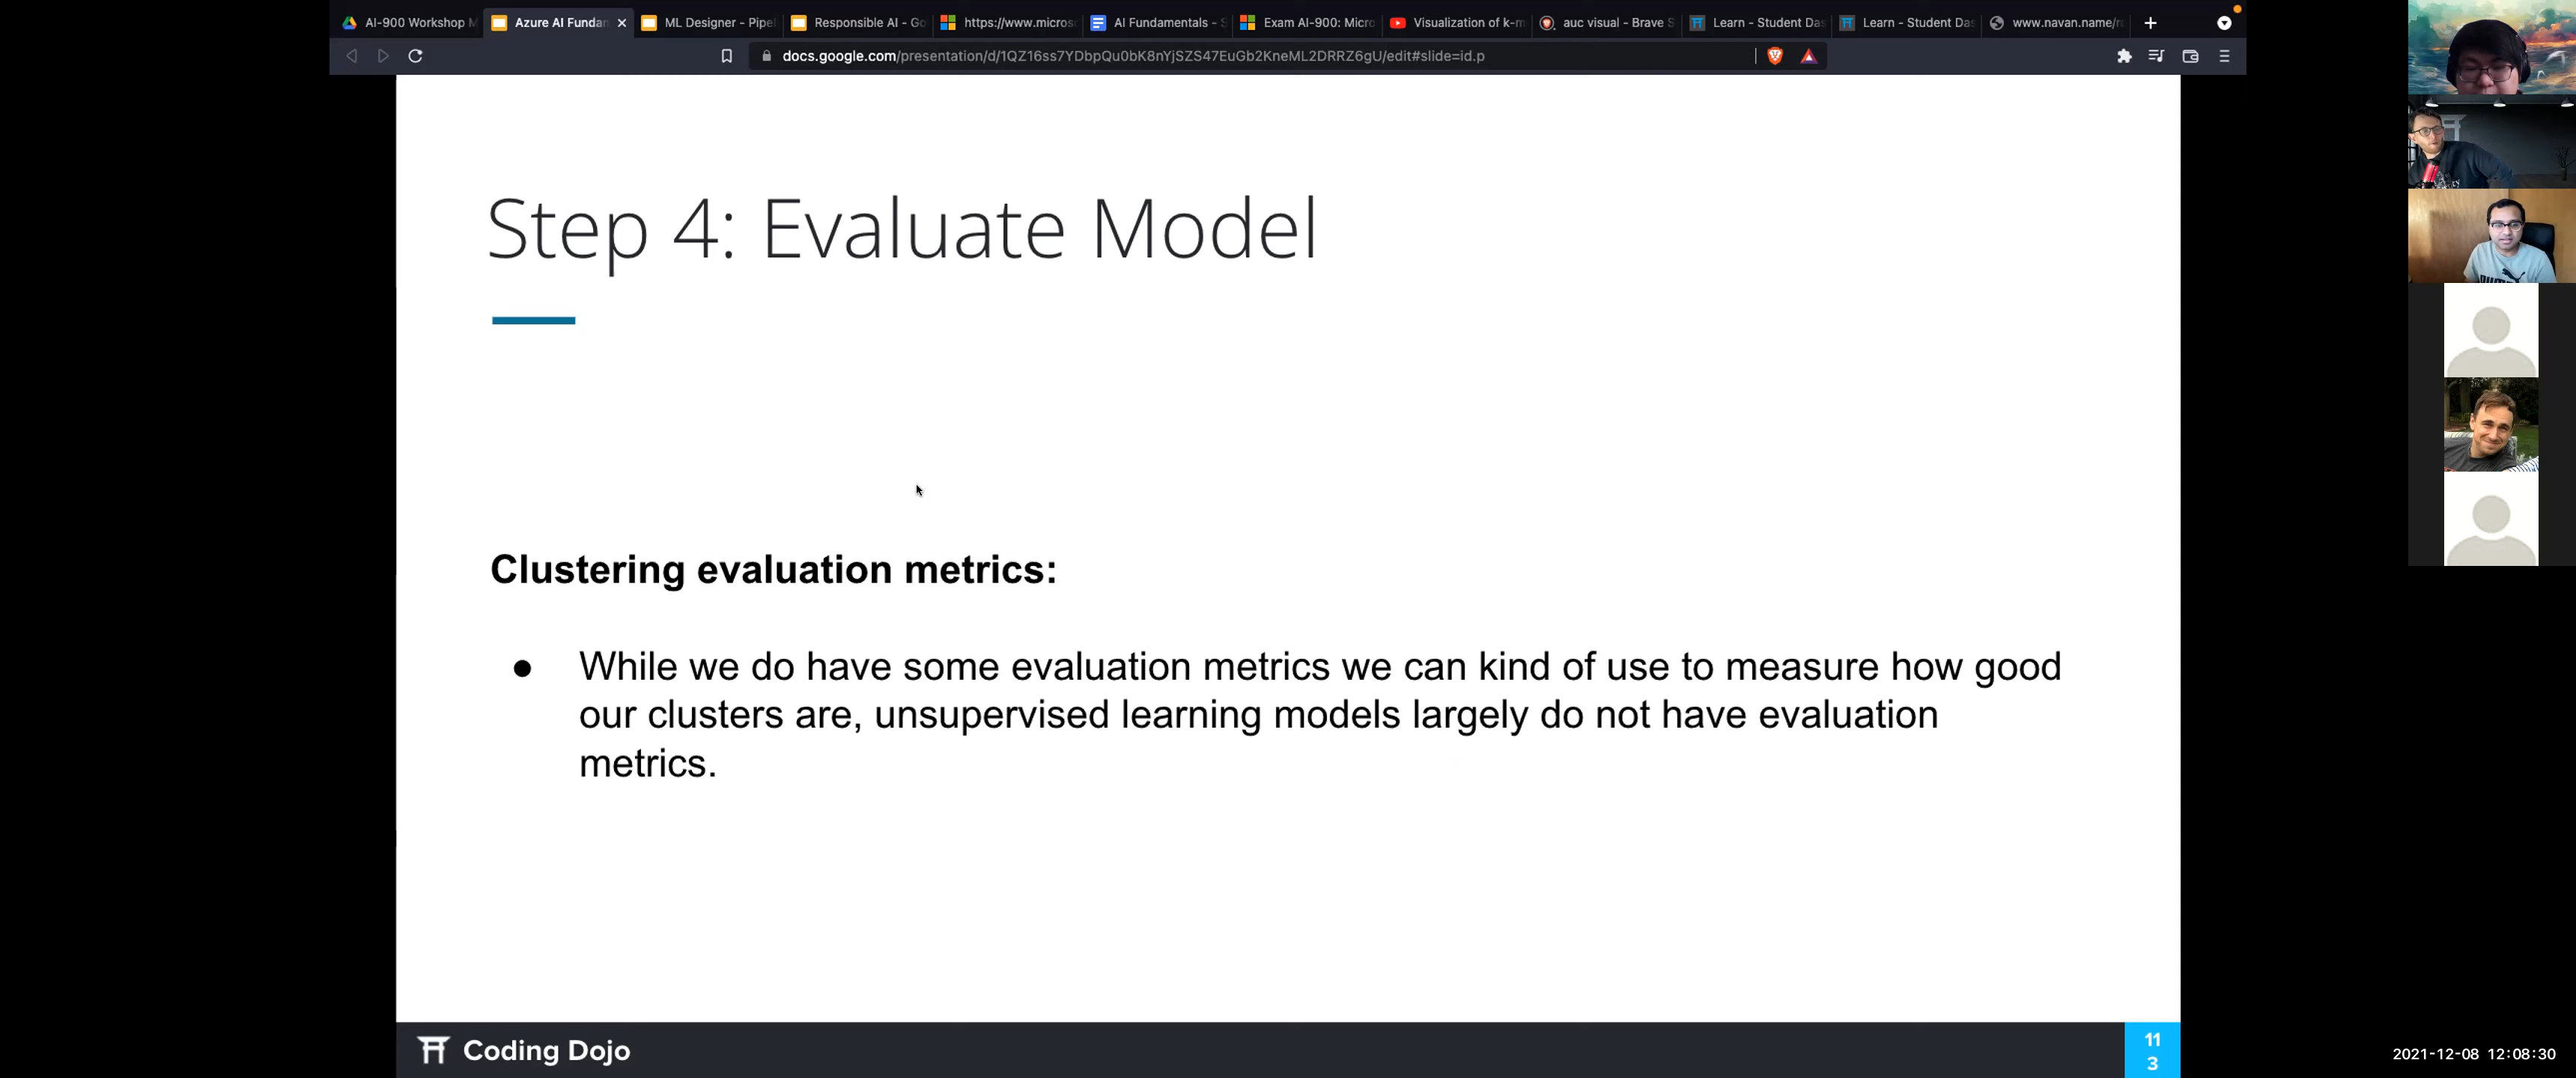 AI-900 Workshop M
Azure AI Fundan
ML Designer - Pipel
Responsible AI - Go
https://www.micros
AI Fundamentals - S
Exam AI-900: Micro
Visualization of k-m
auc visual - Brave S
Learn - Student Das
Learn - Student Das
www.navan.name/ro
docs.google.com/presentation/d/1QZ16ss7YDbpQu0bK8nYjSZS47EuGb2KneML2DRRZ6gU/edit#slide=id.p
Step 4: Evaluate Model
Clustering evaluation metrics:
● While we do have some evaluation metrics we can kind of use to measure how good
our clusters are, unsupervised learning models largely do not have evaluation
metrics.
Coding Dojo
11
3
2021-12-08 12:08:30